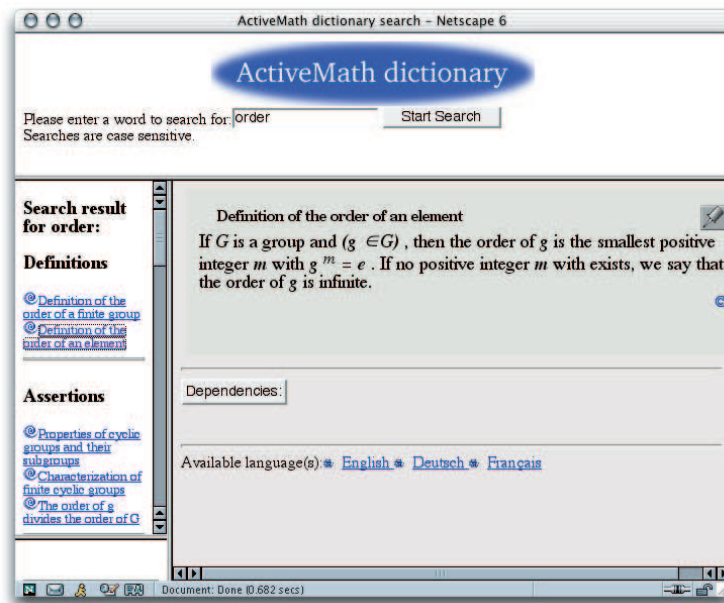 ActiveMath dictionary search – Netscape 6
ActiveMath dictionary
Please enter a word to search for: order Start Search
Searches are case sensitive.
Search result
for order:
Definitions
Definition of the
order of a finite group
Definition of the
order of an element
Assertions
Properties of cyclic
groups and their
subgroups
Characterization of
finite cyclic groups
The order of g
divides the order of G
Definition of the order of an element
If G is a group and (g ∈G) , then the order of g is the smallest positive
integer m with g ^m = e . If no positive integer m with exists, we say that
the order of g is infinite.
Dependencies:
Available language(s): English Deutsch Français
Document: Done (0.682 secs)